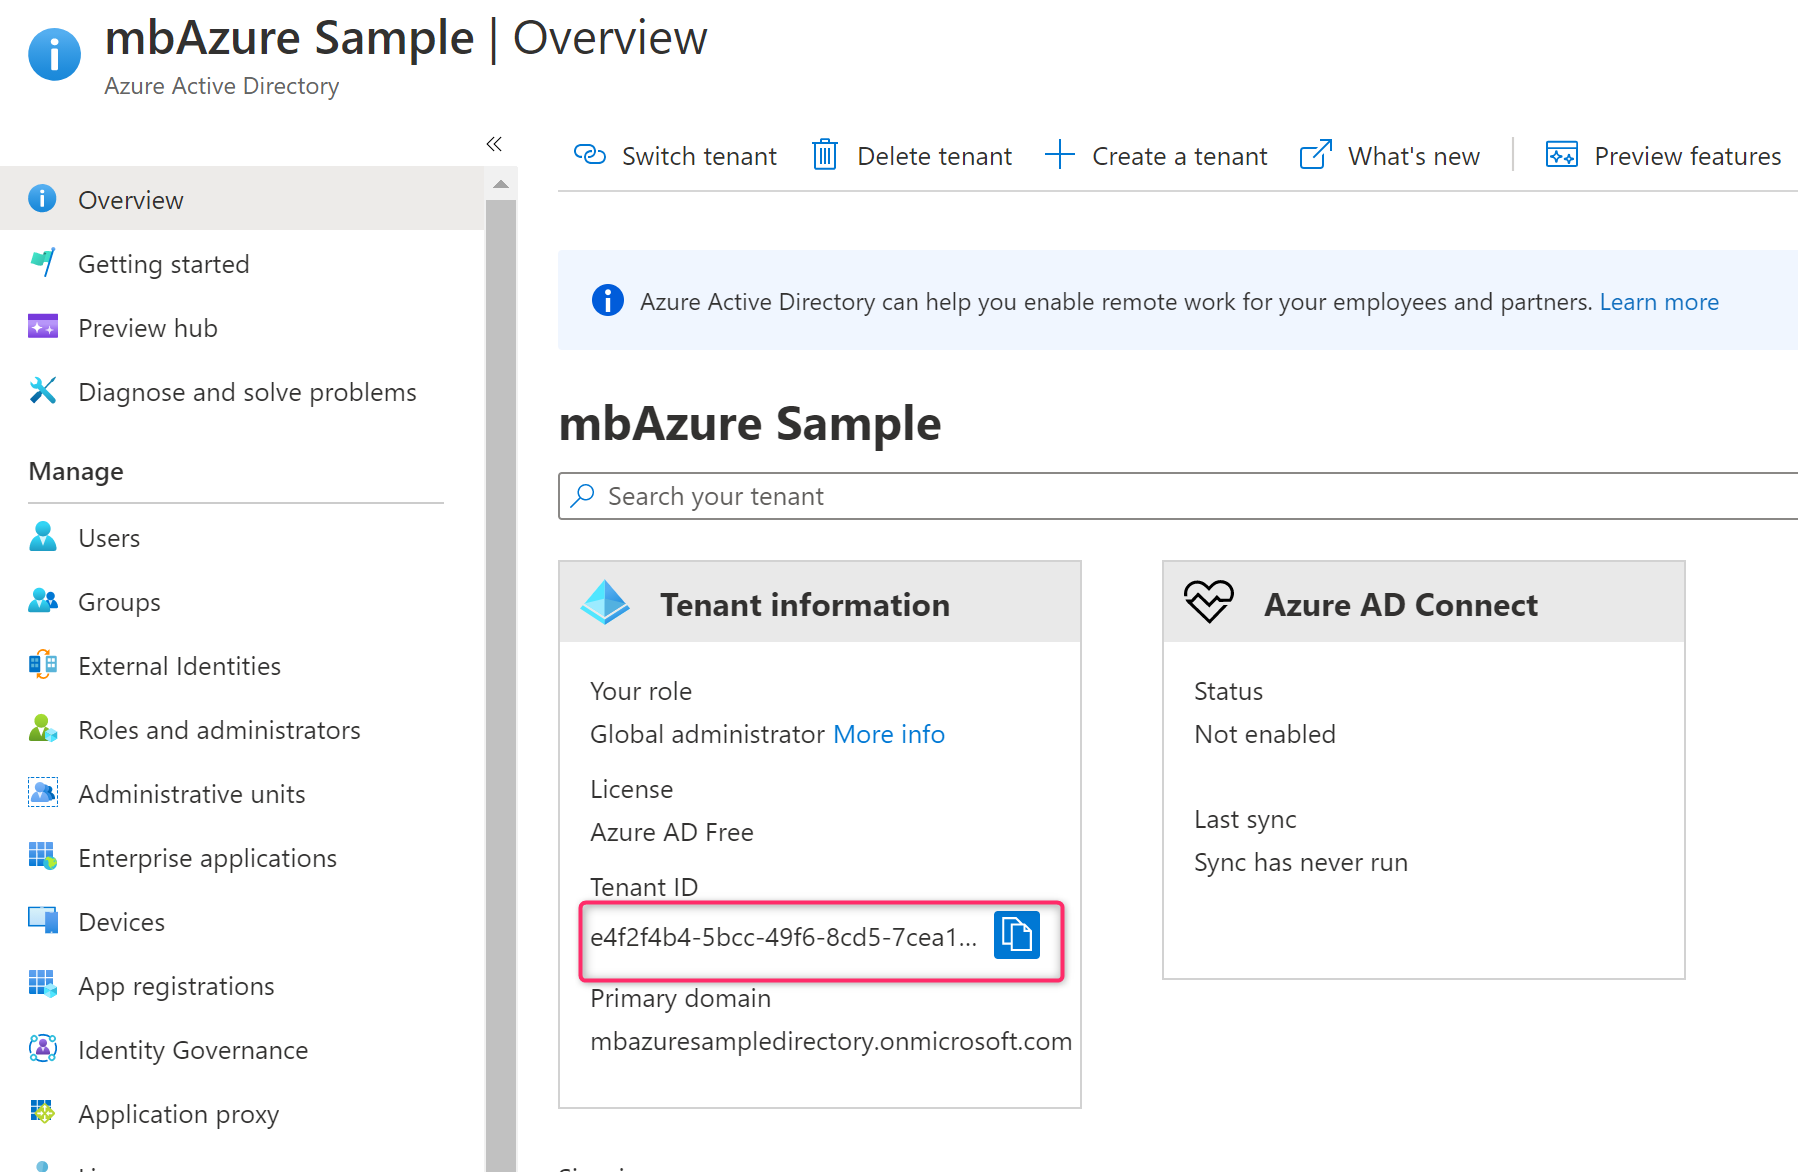 mbAzure Sample | Overview
Azure Active Directory
Overview
Getting started
Preview hub
Diagnose and solve problems
Manage
Users
Groups
External Identities
Roles and administrators
Administrative units
Enterprise applications
Devices
App registrations
Identity Governance
Application proxy
Switch tenant
Delete tenant
Create a tenant
What's new
Preview features
Azure Active Directory can help you enable remote work for your employees and partners. Learn more
mbAzure Sample
Search your tenant
Tenant information
Your role
Global administrator More info
License
Azure AD Free
Tenant ID
e4f2f4b4-5bcc-49f6-8cd5-7cea1...
Primary domain
mbazuresampledirectory.onmicrosoft.com
Azure AD Connect
Status
Not enabled
Last sync
Sync has never run